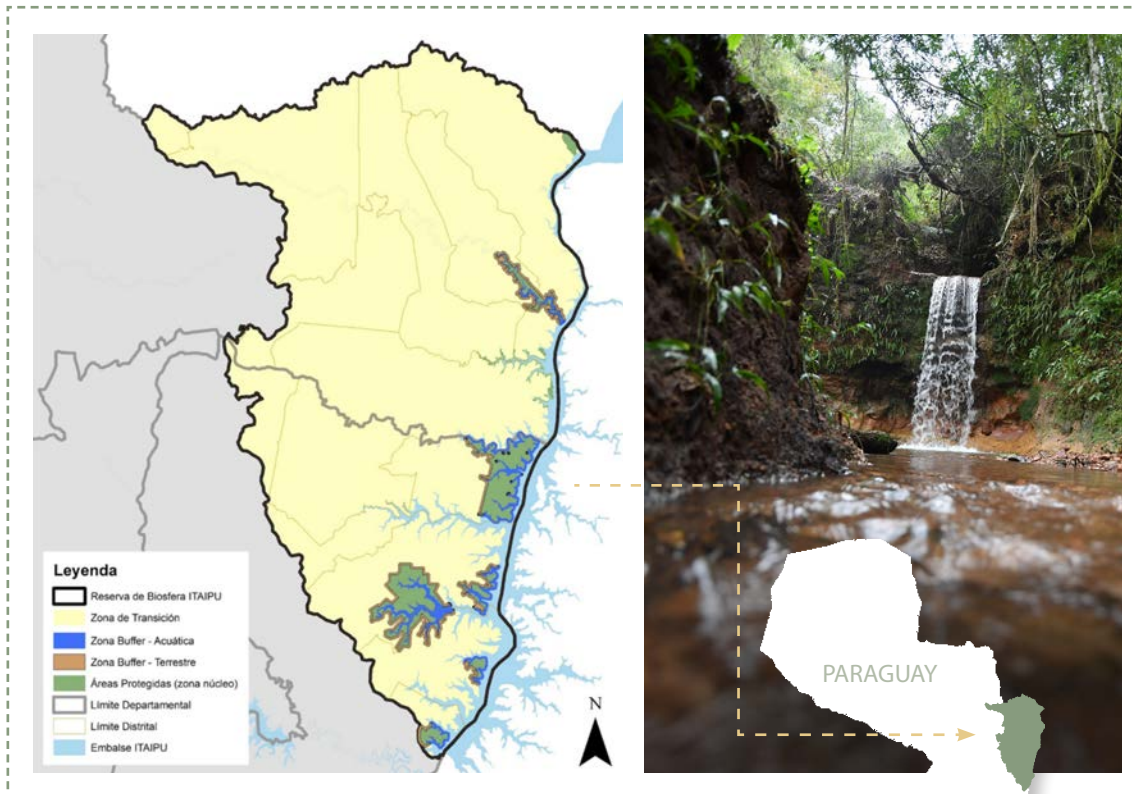 Leyenda
Reserva de Biosfera ITAIPU
Zona de Transición
Zona Buffer - Acuática
Zona Buffer - Terrestre
Áreas Protegidas (zona núcleo)
Límite Departamental
Límite Distrital
Embalse ITAIPU
N
PARAGUAY